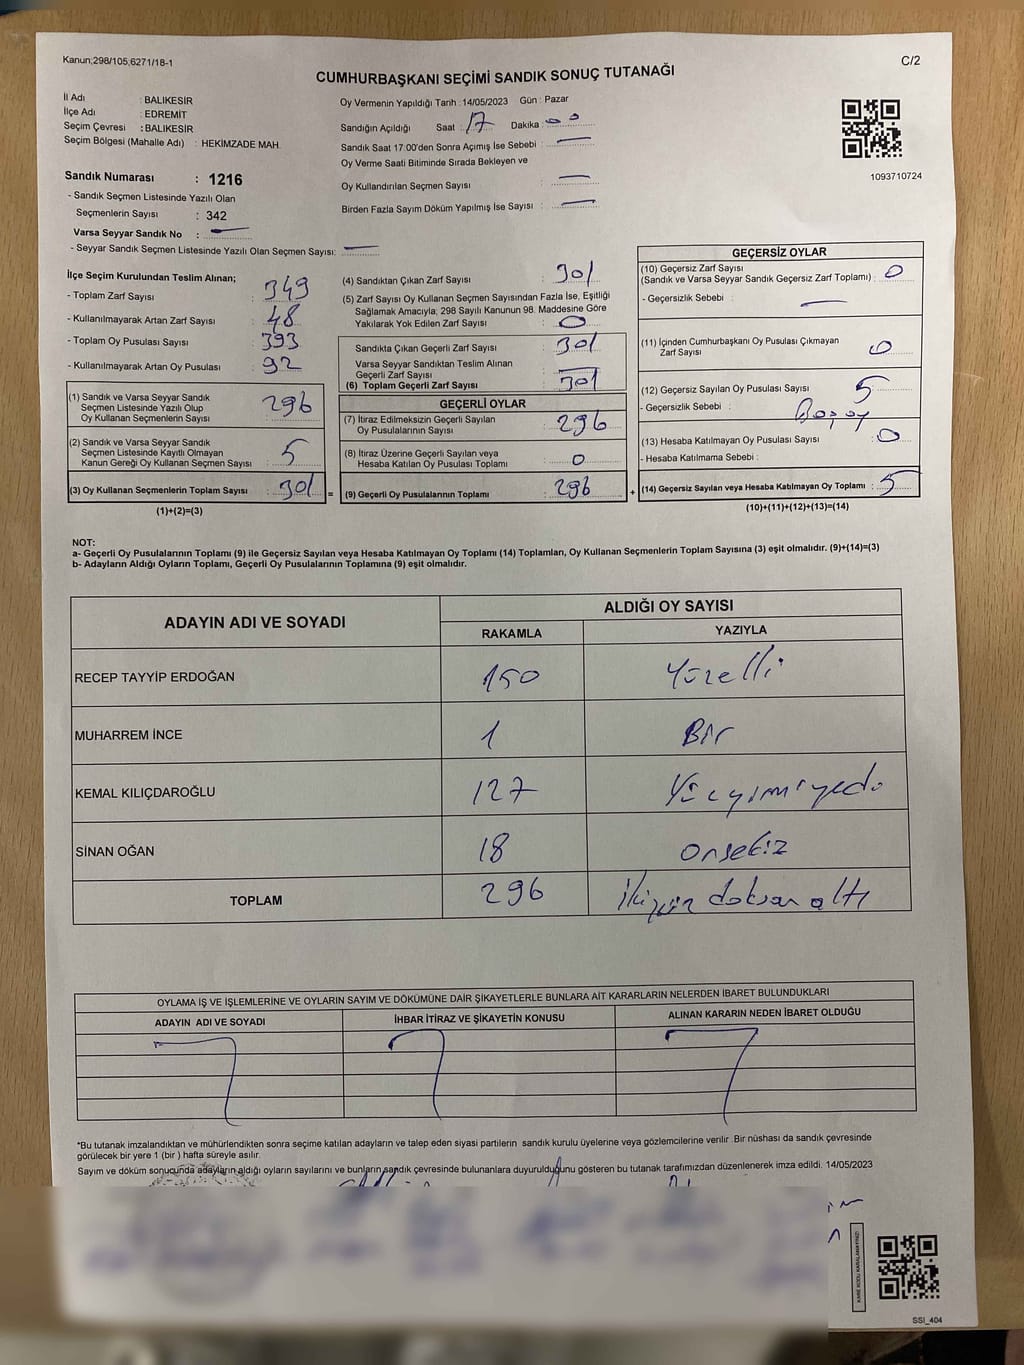 Kanun;298/105,6271/18-1
C/2
CUMHURBAŞKANI SEÇİMİ SANDIK SONUÇ TUTANAĞI
İl Adı : BALIKESİR
İlçe Adı : EDREMIT
Seçim Çevresi : BALIKESİR
Seçim Bölgesi (Mahalle Adı) : HEKİMZADE MAH.
Sandık Numarası : 1216
- Sandık Seçmen Listesinde Yazılı Olan
Seçmenlerin Sayısı : 342
Varsa Seyyar Sandık No :
- Seyyar Sandık Seçmen Listesinde Yazılı Olan Seçmen Sayısı:
Oy Vermenin Yapıldığı Tarih : 14/05/2023 Gün : Pazar
Sandığın Açıldığı Saat : 17 Dakika : 00
Sandık Saat 17:00'den Sonra Açımış İse Sebebi :
Oy Verme Saati Bitiminde Sırada Bekleyen ve
Oy Kullandırılan Seçmen Sayısı :
Birden Fazla Sayım Döküm Yapılmış İse Sayısı :
1093710724
İlçe Seçim Kurulundan Teslim Alınan;
- Toplam Zarf Sayısı : 349
- Kullanılmayarak Artan Zarf Sayısı : 48
- Toplam Oy Pusulası Sayısı : 393
- Kullanılmayarak Artan Oy Pusulası : 92
(1) Sandık ve Varsa Seyyar Sandık
Seçmen Listesinde Yazılı Olup
Oy Kullanan Seçmenlerin Sayısı : 296
(2) Sandık ve Varsa Seyyar Sandık
Seçmen Listesinde Kayıtlı Olmayan
Kanun Gereği Oy Kullanan Seçmen Sayısı : 5
(3) Oy Kullanan Seçmenlerin Toplam Sayısı : 301
(1)+(2)=(3)
(4) Sandıktan Çıkan Zarf Sayısı : 301
(5) Zarf Sayısı Oy Kullanan Seçmen Sayısından Fazla İse, Eşitliği
Sağlamak Amacıyla; 298 Sayılı Kanunun 98. Maddesine Göre
Yakılarak Yok Edilen Zarf Sayısı : 0
Sandıkta Çıkan Geçerli Zarf Sayısı : 301
Varsa Seyyar Sandıktan Teslim Alınan
Geçerli Zarf Sayısı :
(6) Toplam Geçerli Zarf Sayısı : 301
GEÇERLİ OYLAR
(7) İtiraz Edilmeksizin Geçerli Sayılan
Oy Pusulalarının Sayısı : 296
(8) İtiraz Üzerine Geçerli Sayılan veya
Hesaba Katılan Oy Pusulası Toplamı : 0
= (9) Geçerli Oy Pusulalarının Toplamı : 296
GEÇERSİZ OYLAR
(10) Geçersiz Zarf Sayısı
(Sandık ve Varsa Seyyar Sandık Geçersiz Zarf Toplamı) : 0
- Geçersizlik Sebebi :
(11) İçinden Cumhurbaşkanı Oy Pusulası Çıkmayan
Zarf Sayısı : 0
(12) Geçersiz Sayılan Oy Pusulası Sayısı : 5
- Geçersizlik Sebebi :
(13) Hesaba Katılmayan Oy Pusulası Sayısı : 0
- Hesaba Katılmama Sebebi :
+ (14) Geçersiz Sayılan veya Hesaba Katılmayan Oy Toplamı : 5
(10)+(11)+(12)+(13)=(14)
NOT:
a- Geçerli Oy Pusulalarının Toplamı (9) ile Geçersiz Sayılan veya Hesaba Katılmayan Oy Toplamı (14) Toplamları, Oy Kullanan Seçmenlerin Toplam Sayısına (3) eşit olmalıdır. (9)+(14)=(3)
b- Adayların Aldığı Oyların Toplamı, Geçerli Oy Pusulalarının Toplamına (9) eşit olmalıdır.
ADAYIN ADI VE SOYADI ALDIĞI OY SAYISI
RAKAMLA YAZIYLA
RECEP TAYYİP ERDOĞAN 150 Yüzelli
MUHARREM İNCE 1 Bir
KEMAL KILIÇDAROĞLU 127 Yüzyirmiyedi
SİNAN OĞAN 18 onsekiz
TOPLAM 296 İkiyüz doksan altı
OYLAMA İŞ VE İŞLEMLERİNE VE OYLARIN SAYIM VE DÖKÜMÜNE DAİR ŞİKAYETLERLE BUNLARA AİT KARARLARIN NELERDEN İBARET BULUNDUKLARI
ADAYIN ADI VE SOYADI İHBAR İTİRAZ VE ŞİKAYETİN KONUSU ALINAN KARARIN NEDEN İBARET OLDUĞU
*Bu tutanak imzalandıktan ve mühürlendikten sonra seçime katılan adayların ve talep eden siyasi partilerin sandık kurulu üyelerine veya gözlemcilerine verilir .Bir nüshası da sandık çevresinde
görülecek bir yere 1 (bir ) hafta süreyle asılır.
Sayım ve döküm sonucunda adayların aldığı oyların sayılarını ve bunların sandık çevresinde bulunanlara duyurulduğunu gösteren bu tutanak tarafımızdan düzenlenerek imza edildi. 14/05/2023
KARE KODU KARALAMAYINIZ!
SSI_404